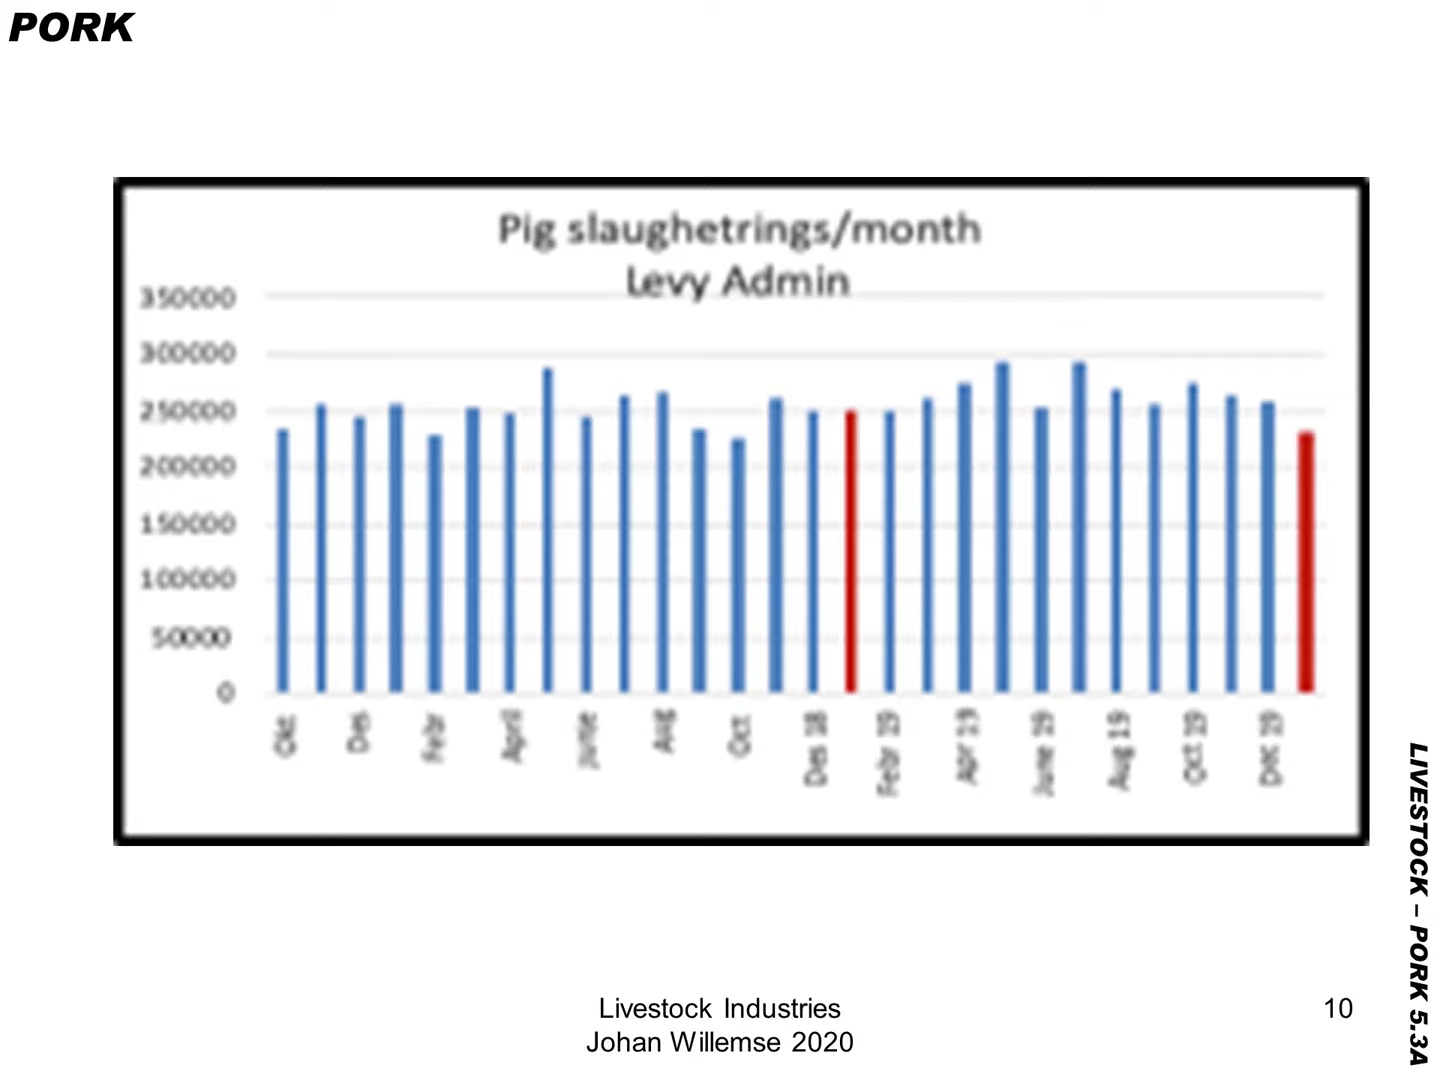 PORK
Pig slaughetrings/month
Levy Admin
350000
300000
250000
200000
150000
100000
50000
0
Okt
Des
Febr
April
June
Aug
Oct
Des 18
Febr 19
Apr 19
June 19
Aug 19
Oct 19
Dec 19
LIVESTOCK – PORK 5.3A
Livestock Industries
Johan Willemse 2020
10